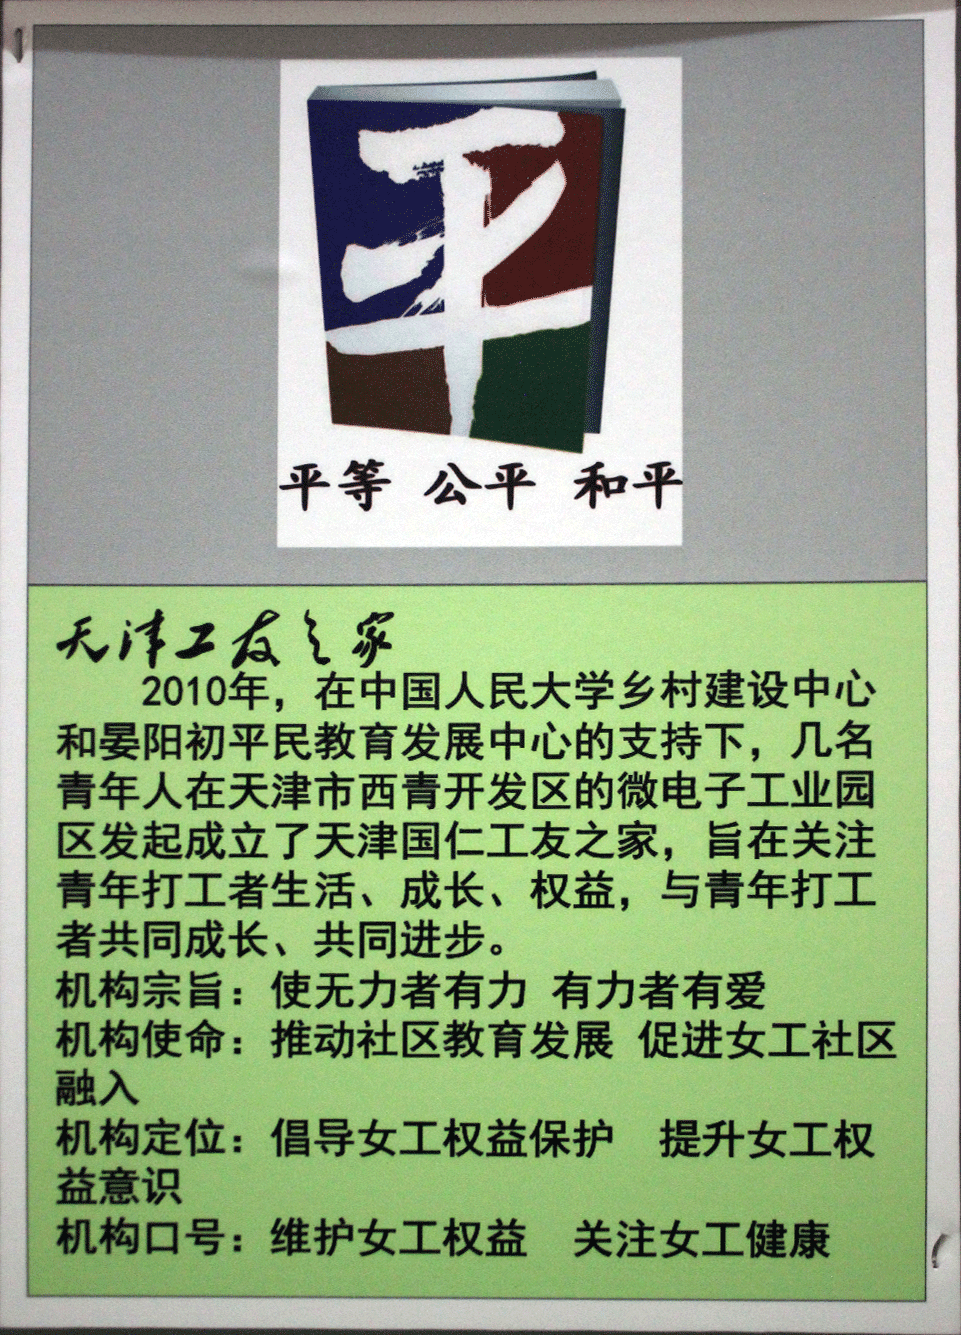 平
平等 公平 和平
天津工友之家
2010年，在中国人民大学乡村建设中心
和晏阳初平民教育发展中心的支持下，几名
青年人在天津市西青开发区的微电子工业园
区发起成立了天津国仁工友之家，旨在关注
青年打工者生活、成长、权益，与青年打工
者共同成长、共同进步。
机构宗旨：使无力者有力 有力者有爱
机构使命：推动社区教育发展 促进女工社区
融入
机构定位：倡导女工权益保护 提升女工权
益意识
机构口号：维护女工权益 关注女工健康